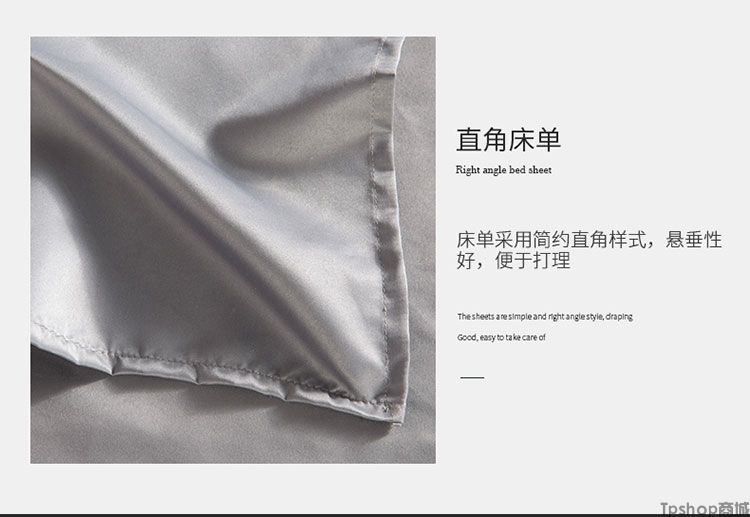 直角床单
Right angle bed sheet
床单采用简约直角样式，悬垂性
好，便于打理
The sheets are simple and right angle style, draping
Good, easy to take care of
Tpshop商城